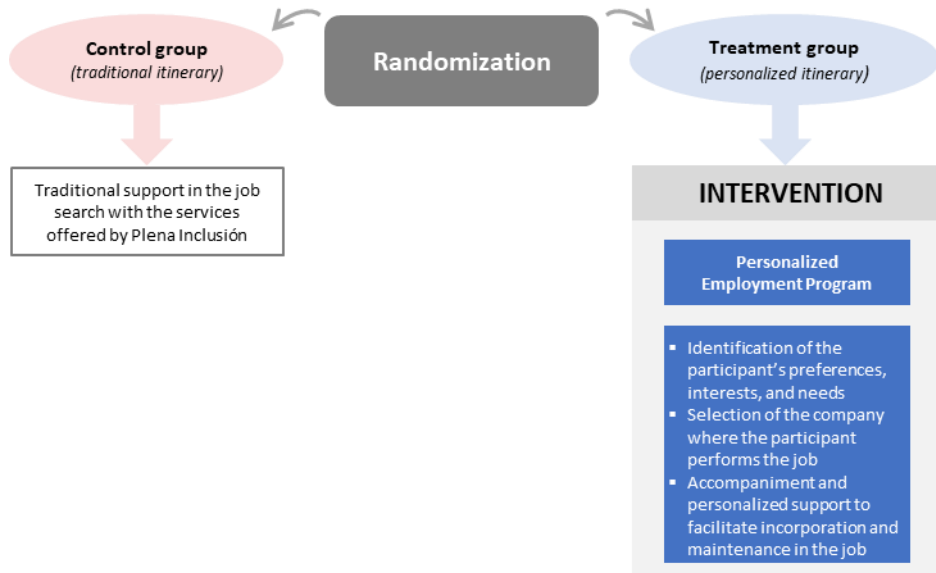 Control group
(traditional itinerary)
Randomization
Treatment group
(personalized itinerary)
Traditional support in the job
search with the services
offered by Plena Inclusión
INTERVENTION
Personalized
Employment Program
▪ Identification of the
participant’s preferences,
interests, and needs
▪ Selection of the company
where the participant
performs the job
▪ Accompaniment and
personalized support to
facilitate incorporation and
maintenance in the job